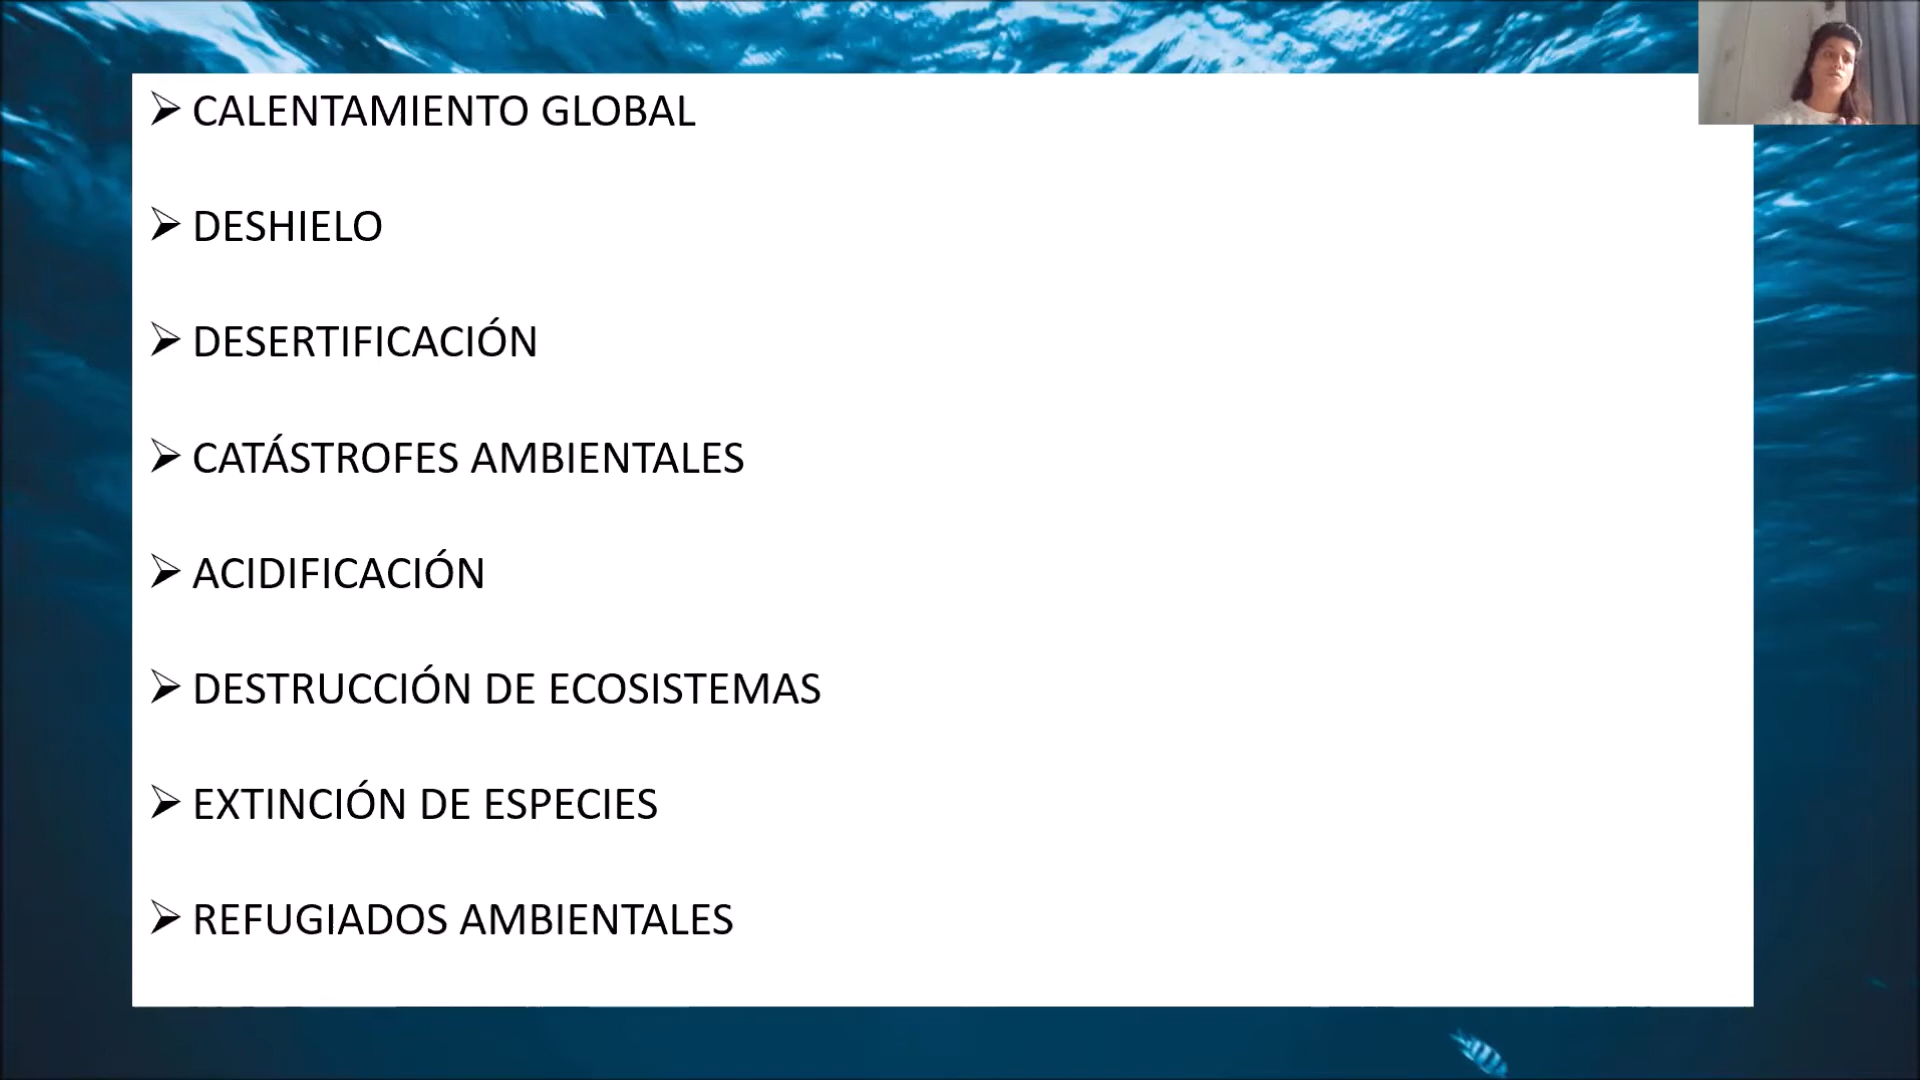 CALENTAMIENTO GLOBAL
DESHIELO
DESERTIFICACIÓN
CATÁSTROFES AMBIENTALES
ACIDIFICACIÓN
DESTRUCCIÓN DE ECOSISTEMAS
EXTINCIÓN DE ESPECIES
REFUGIADOS AMBIENTALES